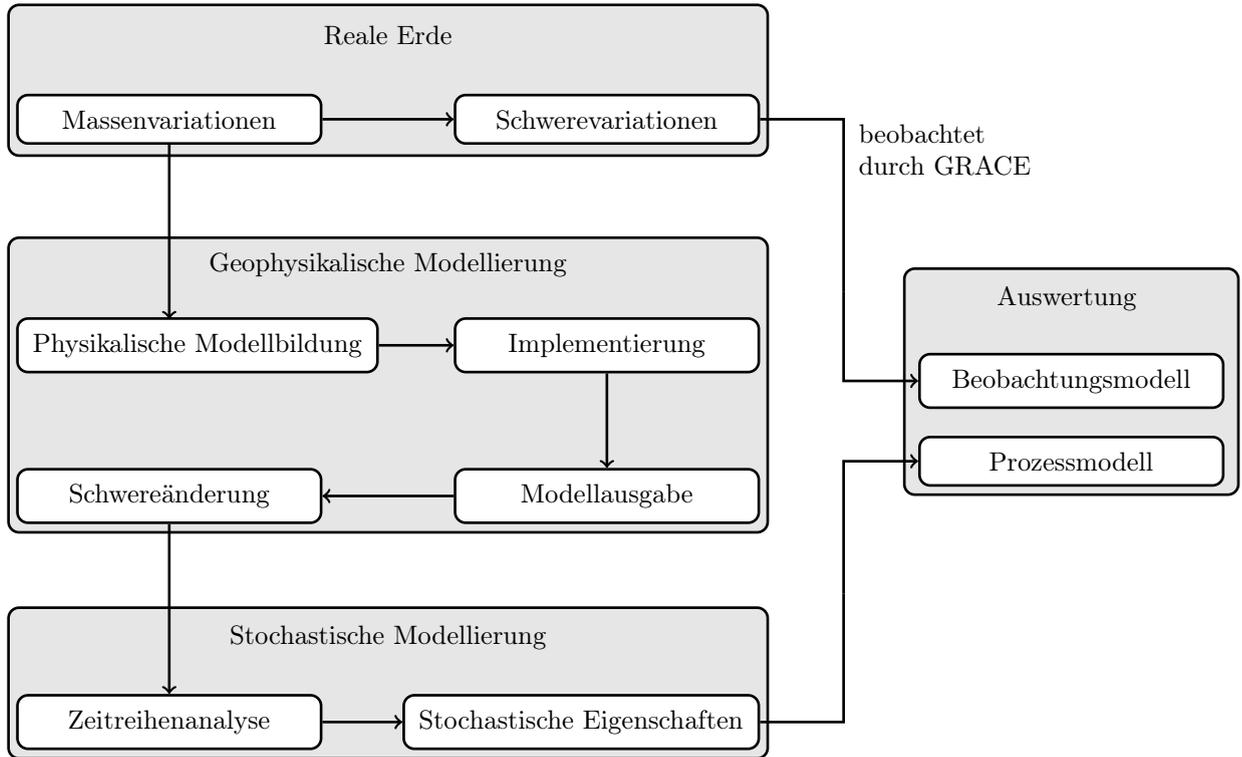 Reale Erde
Massenvariationen
Schwerevariationen
beobachtet
durch GRACE
Geophysikalische Modellierung
Physikalische Modellbildung
Implementierung
Schwereänderung
Modellausgabe
Auswertung
Beobachtungsmodell
Prozessmodell
Stochastische Modellierung
Zeitreihenanalyse
Stochastische Eigenschaften